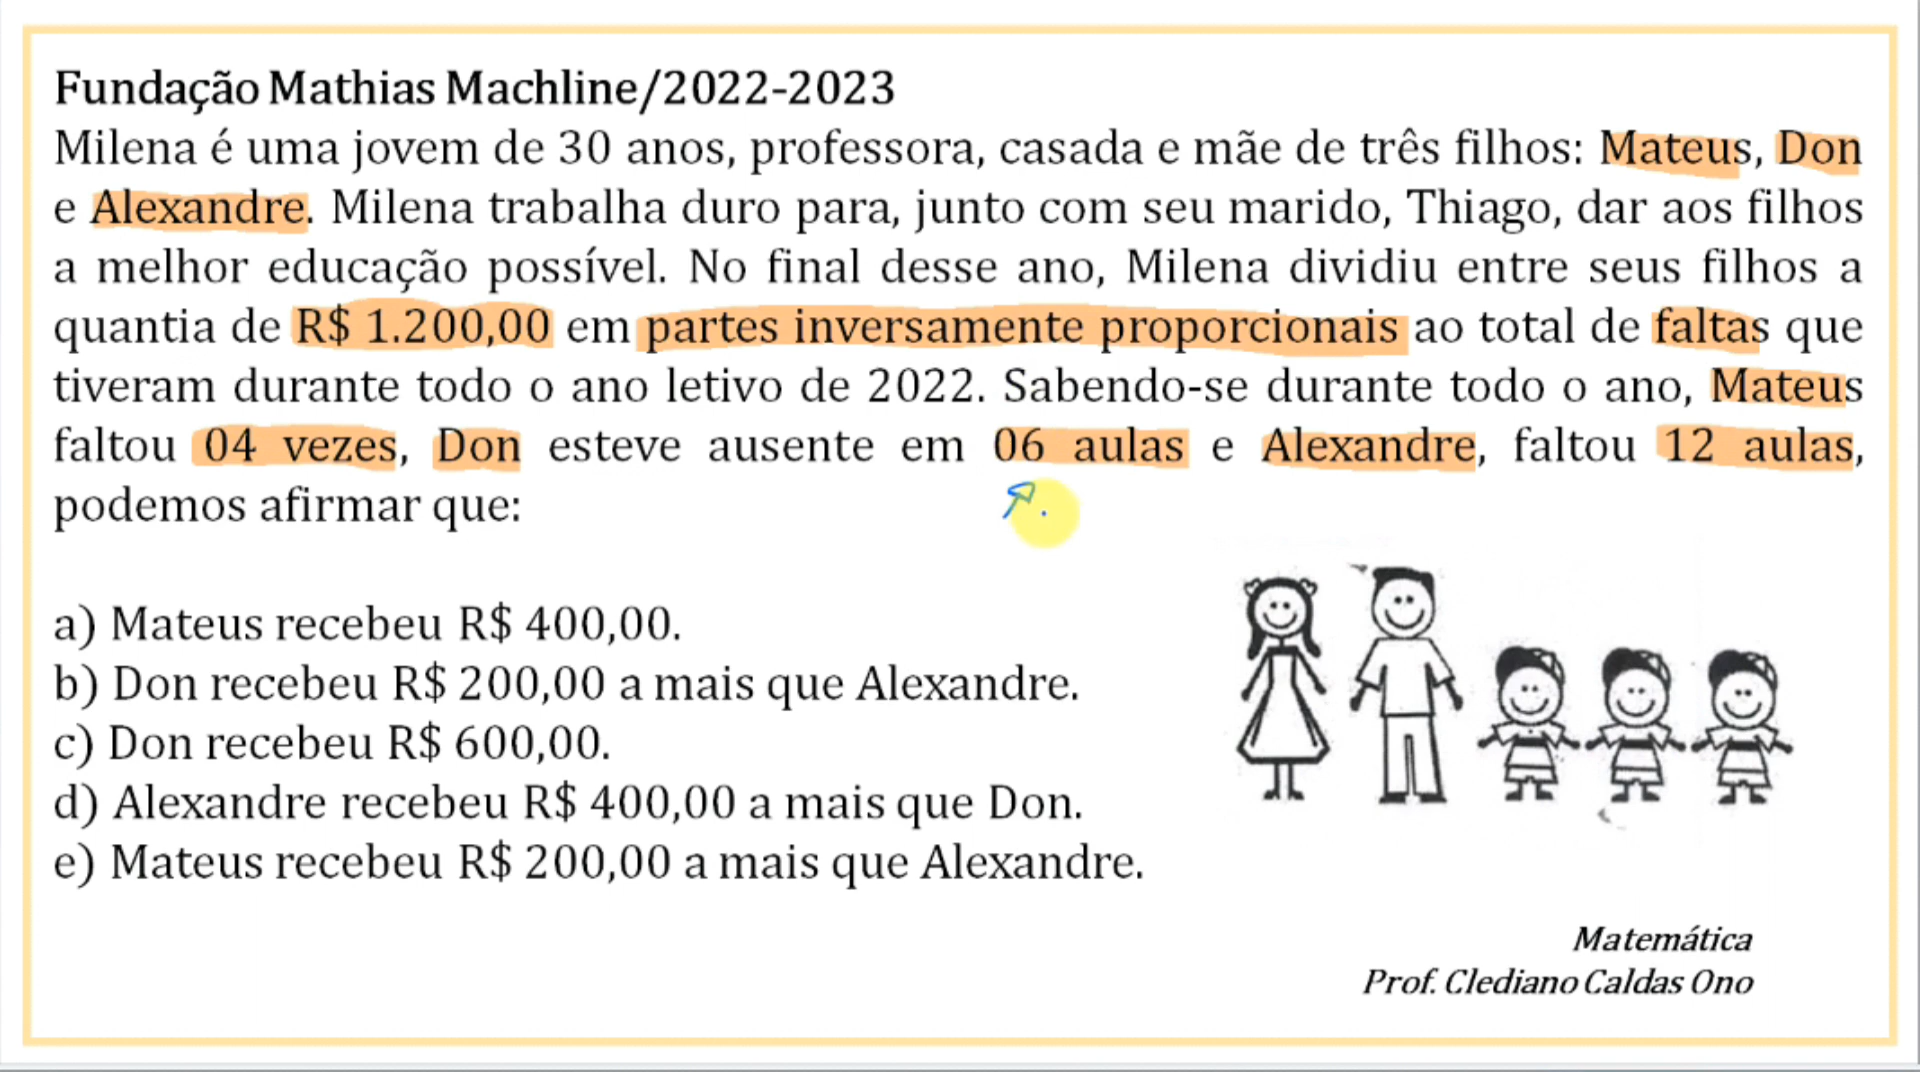 Fundação Mathias Machline/2022-2023
Milena é uma jovem de 30 anos, professora, casada e mãe de três filhos: Mateus, Don
e Alexandre. Milena trabalha duro para, junto com seu marido, Thiago, dar aos filhos
a melhor educação possível. No final desse ano, Milena dividiu entre seus filhos a
quantia de R$ 1.200,00 em partes inversamente proporcionais ao total de faltas que
tiveram durante todo o ano letivo de 2022. Sabendo-se durante todo o ano, Mateus
faltou 04 vezes, Don esteve ausente em 06 aulas e Alexandre, faltou 12 aulas,
podemos afirmar que:
a) Mateus recebeu R$ 400,00.
b) Don recebeu R$ 200,00 a mais que Alexandre.
c) Don recebeu R$ 600,00.
d) Alexandre recebeu R$ 400,00 a mais que Don.
e) Mateus recebeu R$ 200,00 a mais que Alexandre.
Matemática
Prof. Clediano Caldas Ono